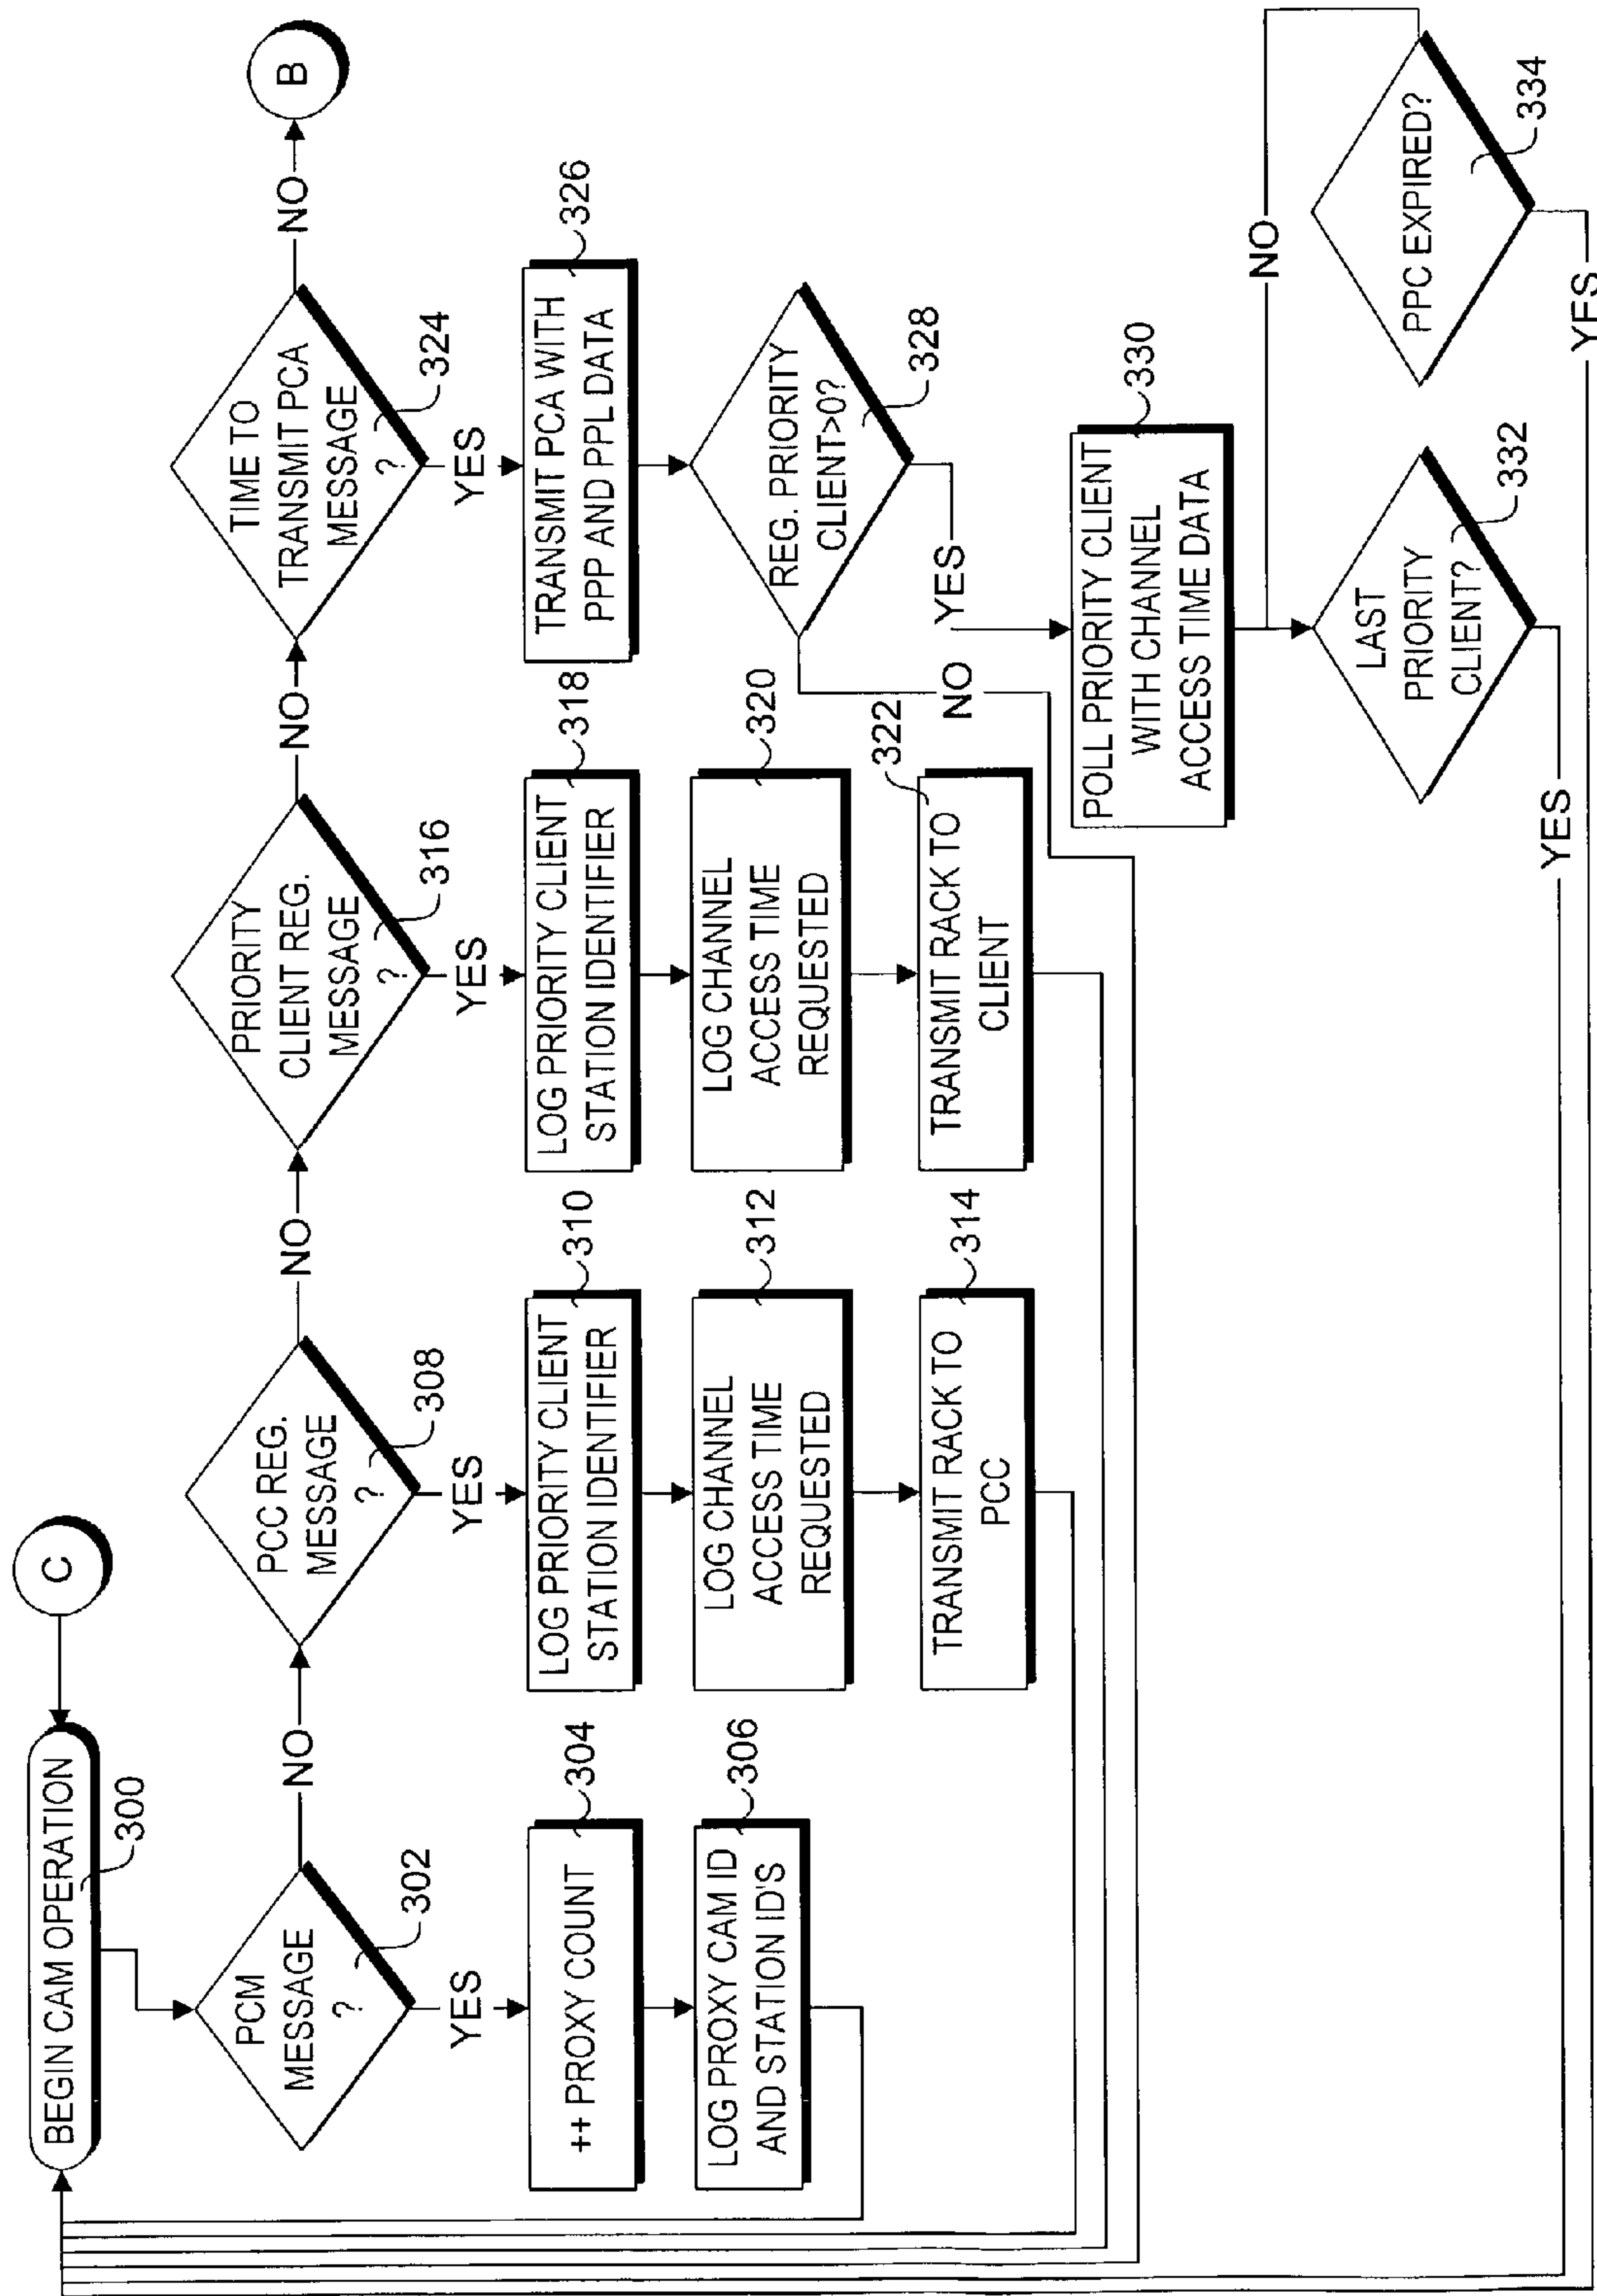 C
BEGIN CAM OPERATION
300
PCM
MESSAGE
?
302
NO
YES
++ PROXY COUNT
304
LOG PROXY CAM ID
AND STATION ID'S
306
PCC REG.
MESSAGE
?
308
NO
YES
LOG PRIORITY CLIENT
STATION IDENTIFIER
310
LOG CHANNEL
ACCESS TIME
REQUESTED
312
TRANSMIT RACK TO
PCC
314
PRIORITY
CLIENT REG.
MESSAGE
?
316
NO
YES
LOG PRIORITY CLIENT
STATION IDENTIFIER
318
LOG CHANNEL
ACCESS TIME
REQUESTED
320
TRANSMIT RACK TO
CLIENT
322
TIME TO
TRANSMIT PCA
MESSAGE
?
324
NO
B
YES
TRANSMIT PCA WITH
PPP AND PPL DATA
326
REG. PRIORITY
CLIENT>0?
328
NO
YES
POLL PRIORITY CLIENT
WITH CHANNEL
ACCESS TIME DATA
330
LAST
PRIORITY
CLIENT?
332
YES
NO
PPC EXPIRED?
334
YES